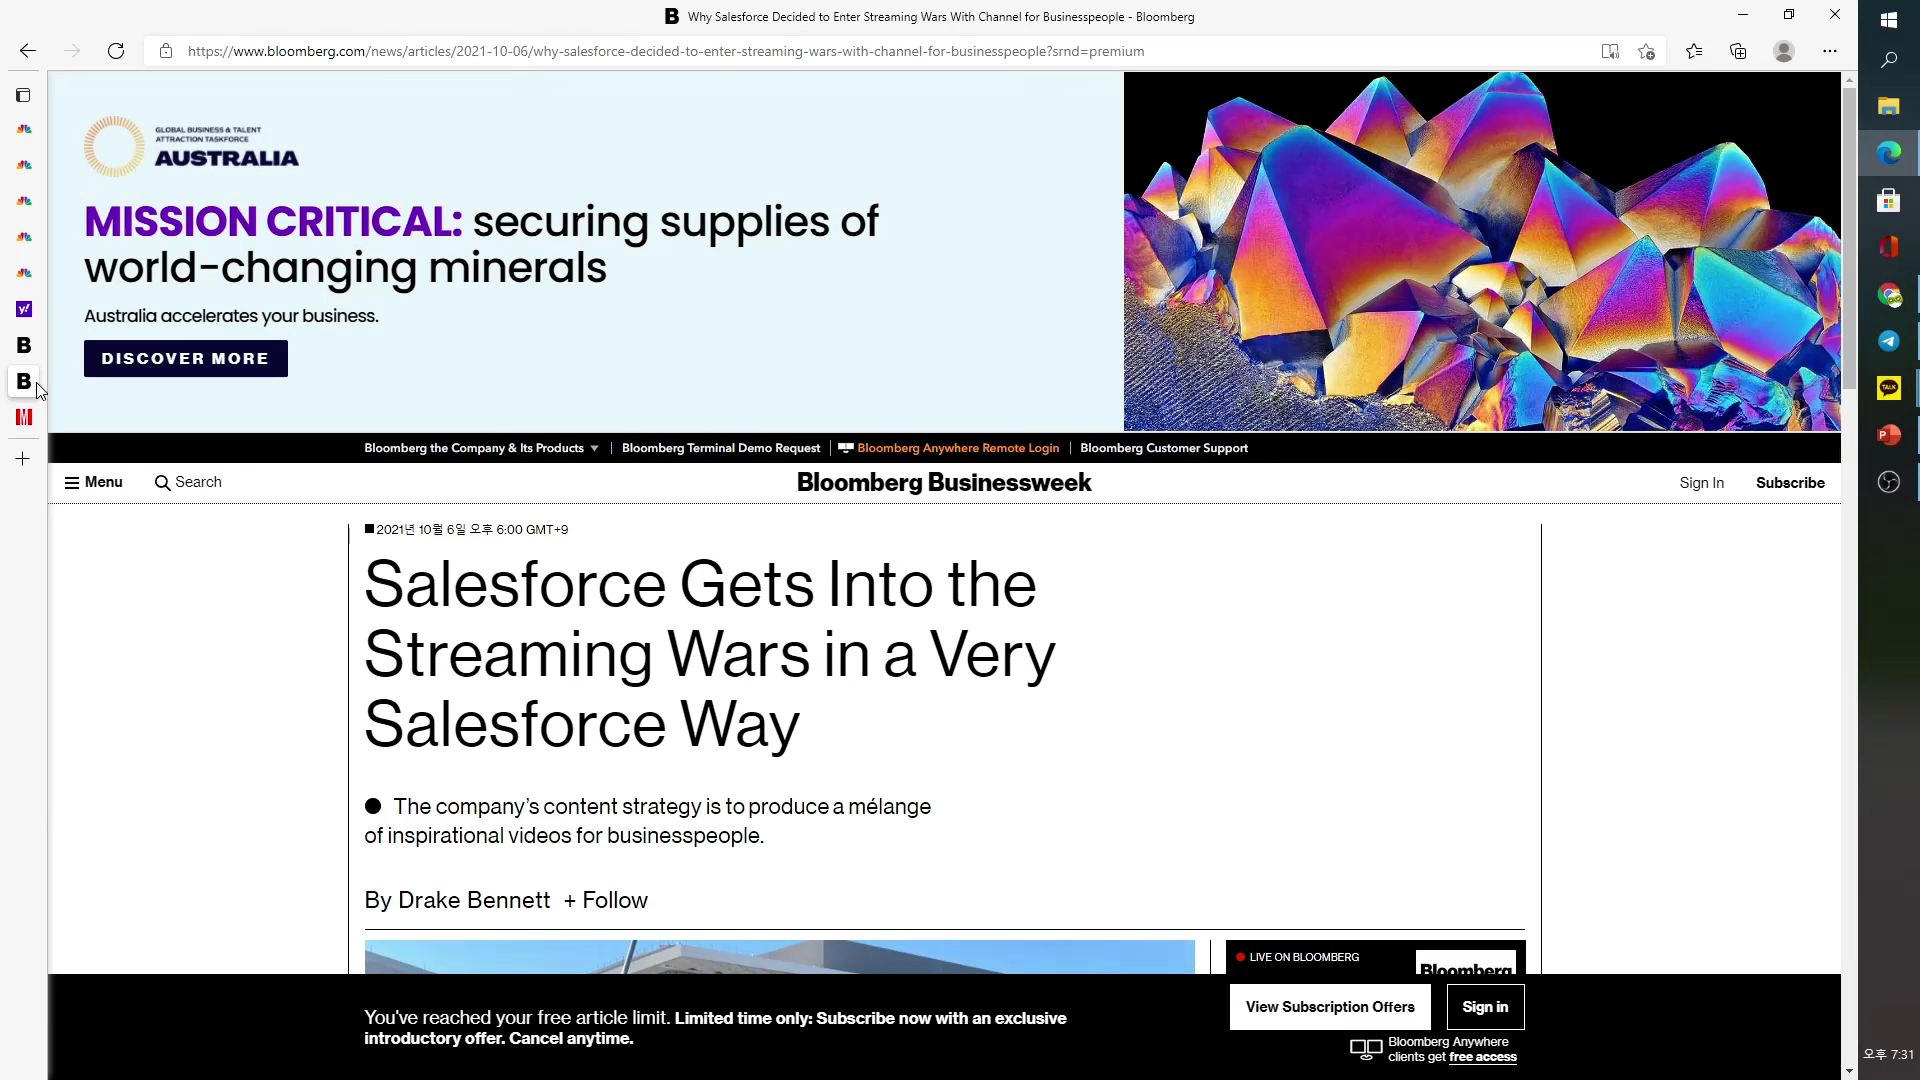 B Why Salesforce Decided to Enter Streaming Wars With Channel for Businesspeople - Bloomberg
https://www.bloomberg.com/news/articles/2021-10-06/why-salesforce-decided-to-enter-streaming-wars-with-channel-for-businesspeople?srnd=premium
GLOBAL BUSINESS & TALENT
ATTRACTION TASKFORCE
AUSTRALIA
MISSION CRITICAL: securing supplies of
world-changing minerals
Australia accelerates your business.
DISCOVER MORE
y!
B
B
M
Bloomberg the Company & Its Products
Bloomberg Terminal Demo Request
Bloomberg Anywhere Remote Login
Bloomberg Customer Support
Menu
Search
Bloomberg Businessweek
Sign In
Subscribe
2021년 10월 6일 오후 6:00 GMT+9
Salesforce Gets Into the
Streaming Wars in a Very
Salesforce Way
The company's content strategy is to produce a mélange
of inspirational videos for businesspeople.
By Drake Bennett + Follow
LIVE ON BLOOMBERG
Bloomberg
You've reached your free article limit. Limited time only: Subscribe now with an exclusive
introductory offer. Cancel anytime.
View Subscription Offers
Sign in
Bloomberg Anywhere
clients get free access
TALK
P
오후 7:31